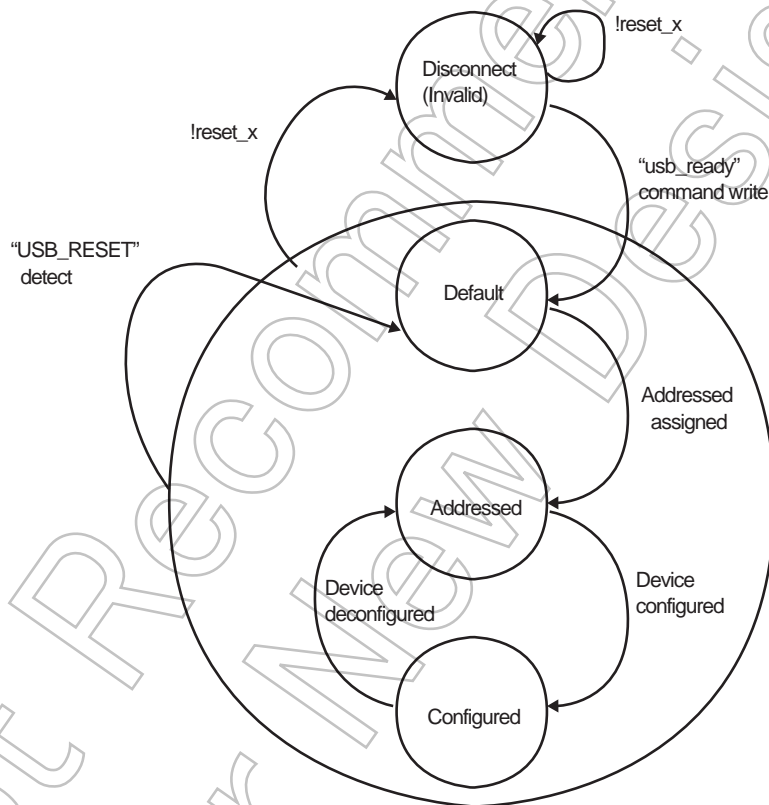 !reset_x
Disconnect
(Invalid)
!reset_x
"usb_ready"
command write
"USB_RESET"
detect
Default
Addressed
assigned
Addressed
Device
deconfigured
Device
configured
Configured